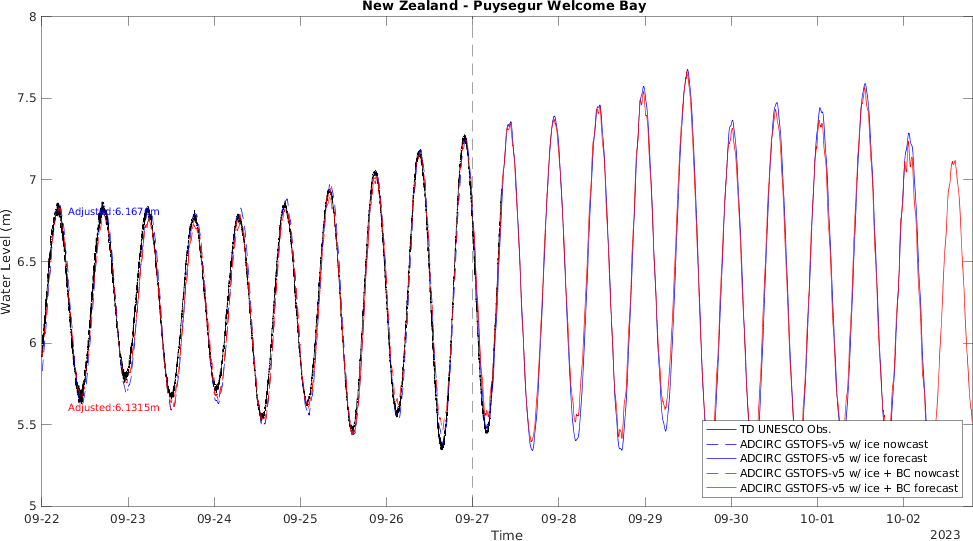 New Zealand - Puysegur Welcome Bay
8
7.5
7
6.5
6
5.5
5
Water Level (m)
Adjusted:6.167 m
Adjusted:6.1315m
TD UNESCO Obs.
ADCIRC GSTOFS-v5 w/ ice nowcast
ADCIRC GSTOFS-v5 w/ ice forecast
ADCIRC GSTOFS-v5 w/ ice + BC nowcast
ADCIRC GSTOFS-v5 w/ ice + BC forecast
09-22 09-23 09-24 09-25 09-26 09-27 09-28 09-29 09-30 10-01 10-02
Time
2023